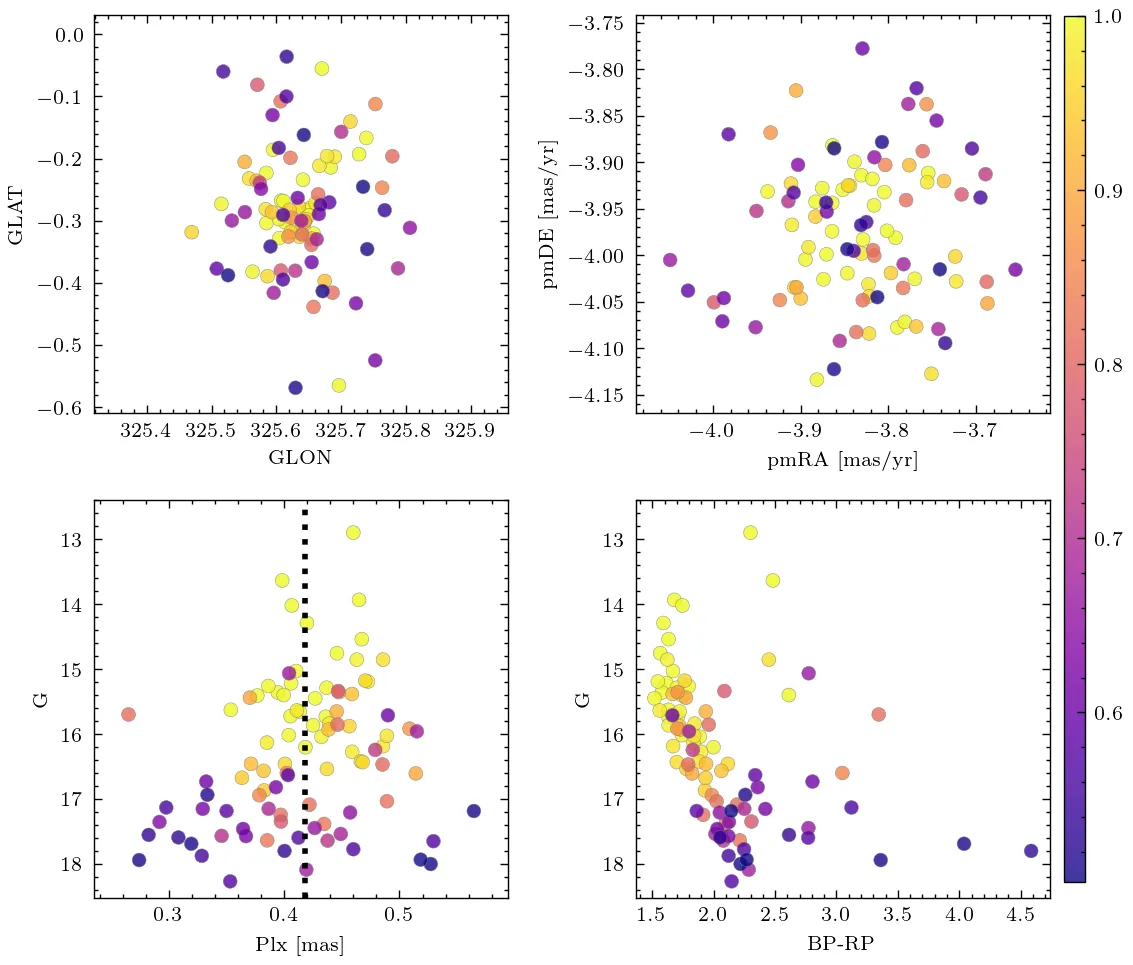 0.0
−0.1
−0.2
−0.3
−0.4
−0.5
−0.6
GLAT
325.4 325.5 325.6 325.7 325.8 325.9
GLON
−3.75
−3.80
−3.85
−3.90
−3.95
−4.00
−4.05
−4.10
−4.15
pmDE [mas/yr]
−4.0 −3.9 −3.8 −3.7
pmRA [mas/yr]
1.0
0.9
0.8
0.7
0.6
13
14
15
16
17
18
G
0.3 0.4 0.5
Plx [mas]
13
14
15
16
17
18
G
1.5 2.0 2.5 3.0 3.5 4.0 4.5
BP-RP